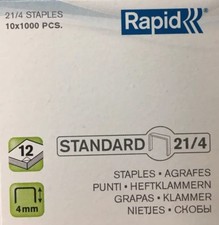 21/4 STAPLES
10x1000 PCS.
Rapid
12
STANDARD 21/4
4mm
STAPLES • AGRAFES
PUNTI • HEFTKLAMMERN
GRAPAS • KLAMMER
NIETJES • СКОБЫ